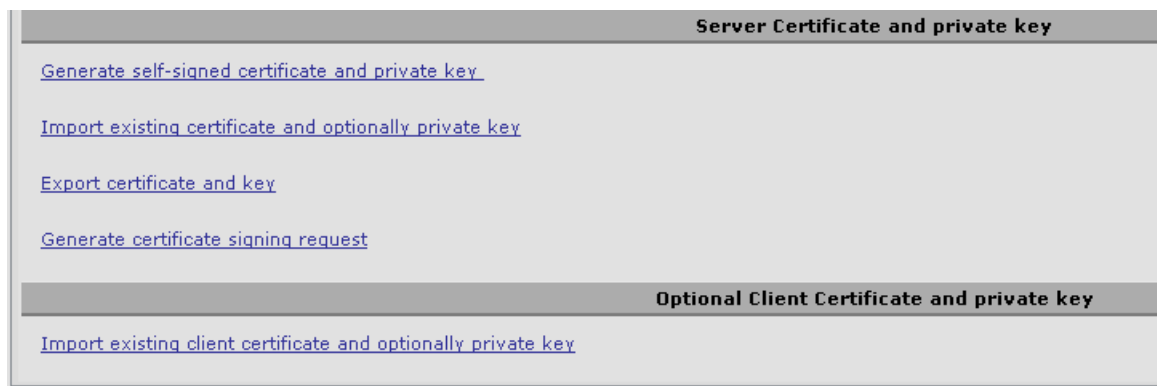 Server Certificate and private key
Generate self-signed certificate and private key
Import existing certificate and optionally private key
Export certificate and key
Generate certificate signing request
Optional Client Certificate and private key
Import existing client certificate and optionally private key